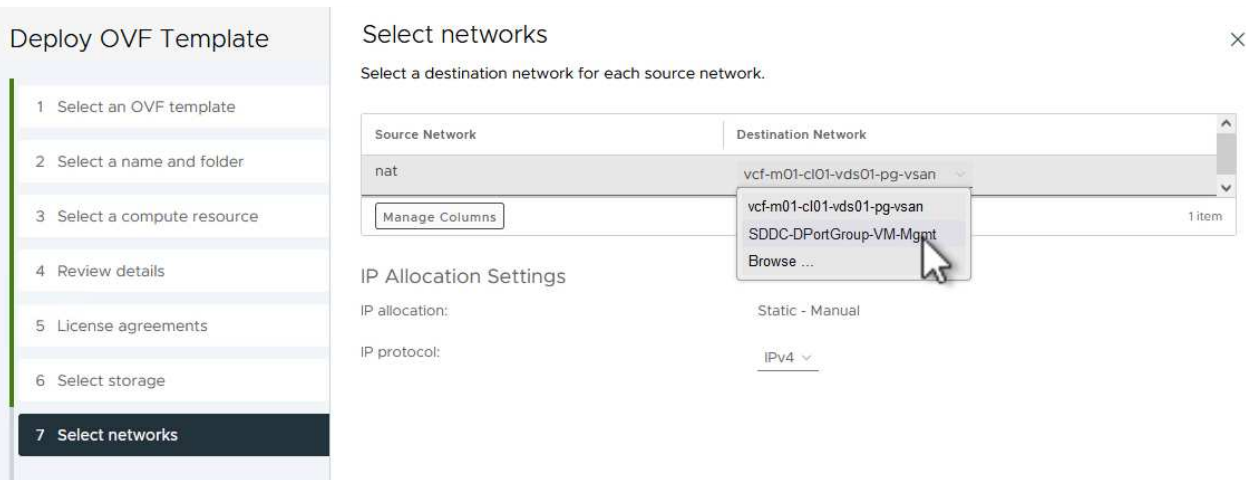 Deploy OVF Template
1 Select an OVF template
2 Select a name and folder
3 Select a compute resource
4 Review details
5 License agreements
6 Select storage
7 Select networks
Select networks
Select a destination network for each source network.
Source Network Destination Network
nat vcf-m01-cl01-vds01-pg-vsan
vcf-m01-cl01-vds01-pg-vsan
SDDC-DPortGroup-VM-Mgmt
Browse ...
Manage Columns 1 item
IP Allocation Settings
IP allocation: Static - Manual
IP protocol: IPv4